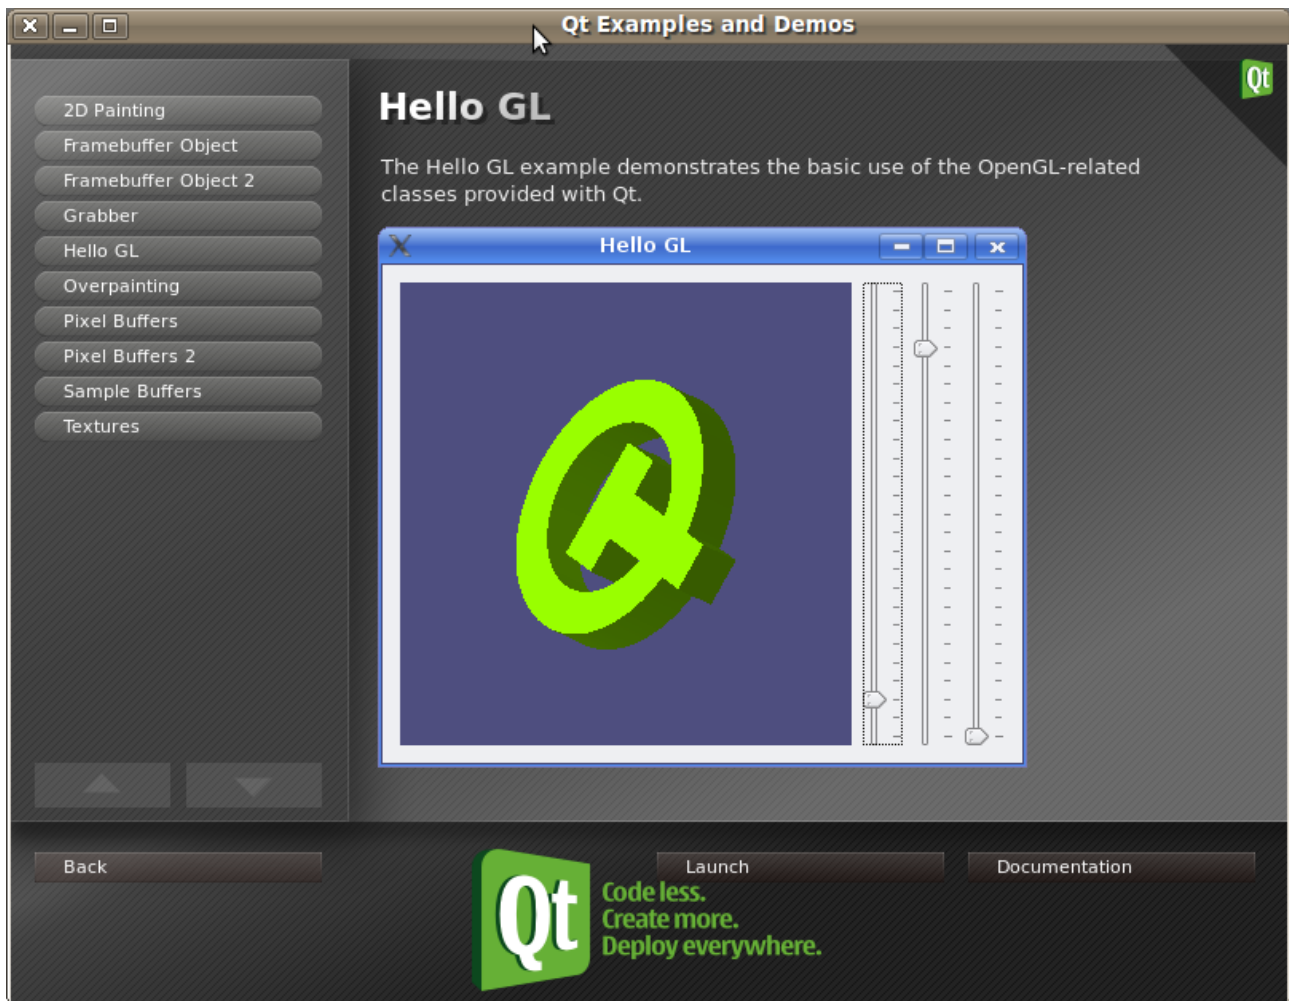 Qt Examples and Demos
Qt
2D Painting
Framebuffer Object
Framebuffer Object 2
Grabber
Hello GL
Overpainting
Pixel Buffers
Pixel Buffers 2
Sample Buffers
Textures
Hello GL
The Hello GL example demonstrates the basic use of the OpenGL-related
classes provided with Qt.
Hello GL
Back
Launch
Documentation
Qt
Code less.
Create more.
Deploy everywhere.